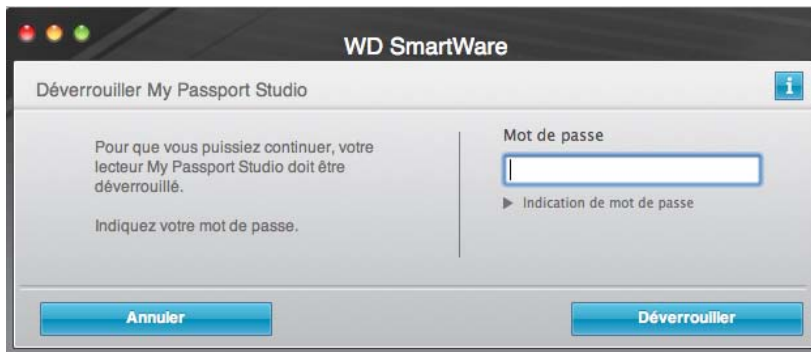 WD SmartWare
Déverrouiller My Passport Studio
i
Pour que vous puissiez continuer, votre
lecteur My Passport Studio doit être
déverrouillé.
Indiquez votre mot de passe.
Mot de passe
Indication de mot de passe
Annuler
Déverrouiller